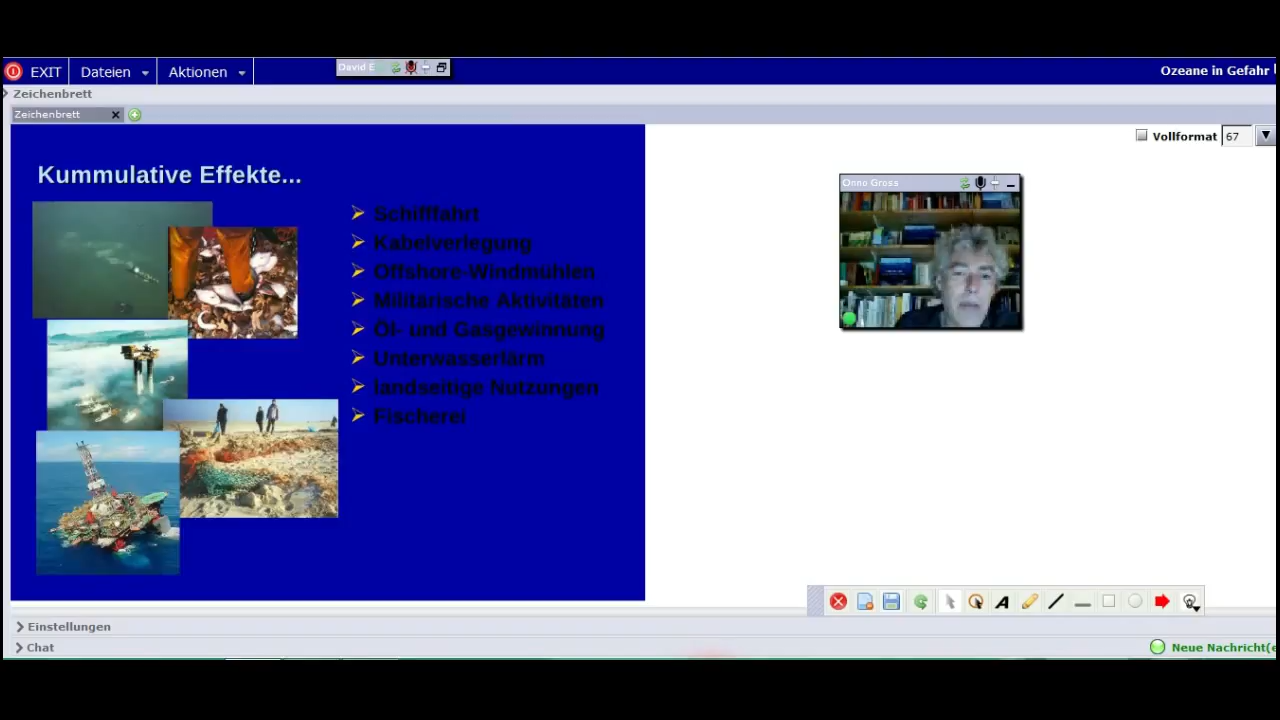 EXIT Dateien Aktionen David E Ozeane in Gefahr
Zeichenbrett
Zeichenbrett
Vollformat 67
Kummulative Effekte...
Onno Gross
Schifffahrt
Kabelverlegung
Offshore-Windmühlen
Militärische Aktivitäten
Öl- und Gasgewinnung
Unterwasserlärm
landseitige Nutzungen
Fischerei
A
Einstellungen
Chat
Neue Nachricht(e